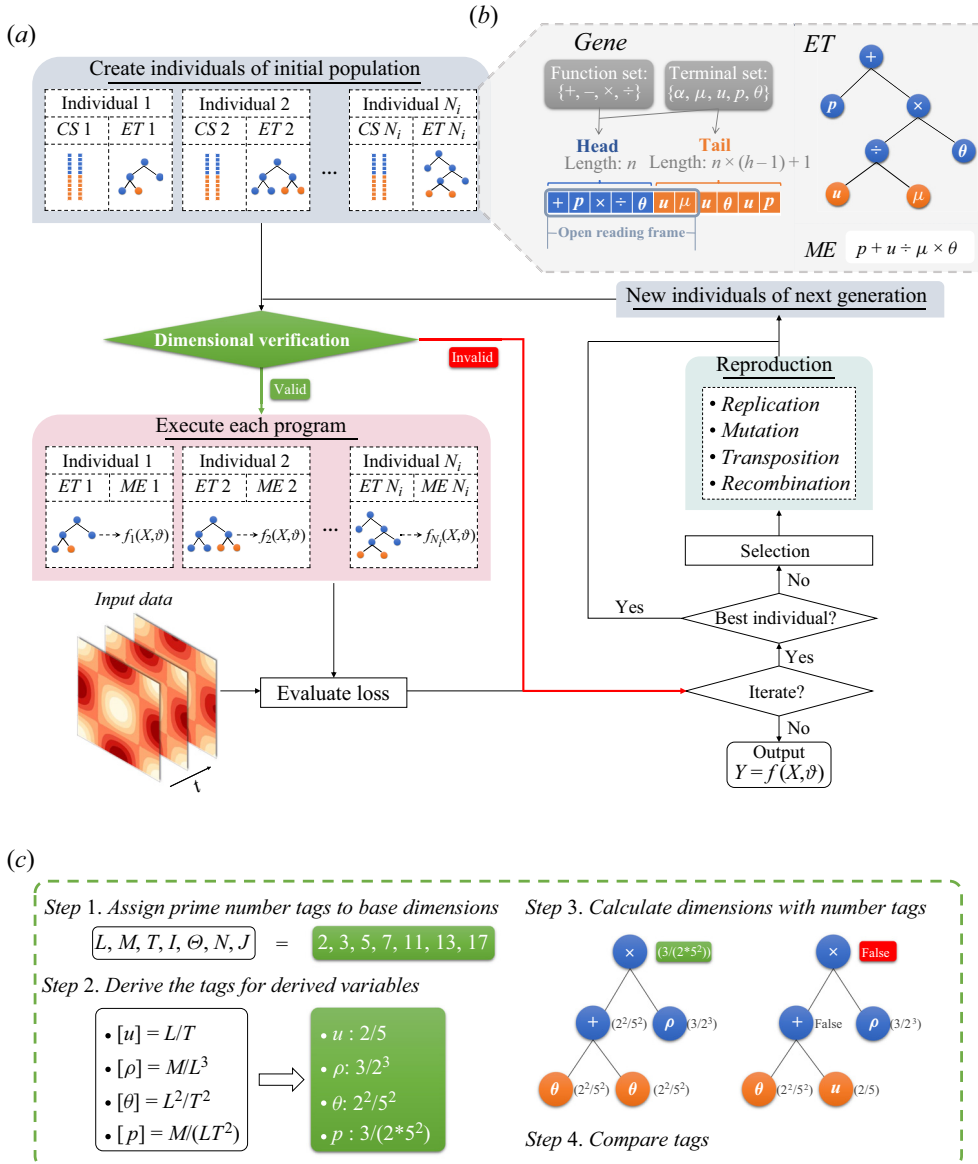 (a)
Create individuals of initial population
Individual 1 Individual 2 Individual N_i
CS 1 ET 1 CS 2 ET 2 CS N_i ET N_i
...
(b)
Gene
Function set:
{+, −, ×, ÷}
Terminal set:
{α, μ, u, p, θ}
Head
Length: n
Tail
Length: n × (h − 1) + 1
+ p × ÷ θ u μ u θ u p
Open reading frame
ET
+
p ×
÷ θ
u μ
ME p + u ÷ μ × θ
New individuals of next generation
Dimensional verification
Invalid
Valid
Reproduction
• Replication
• Mutation
• Transposition
• Recombination
Execute each program
Individual 1 Individual 2 Individual N_i
ET 1 ME 1 ET 2 ME 2 ET N_i ME N_i
f_1(X,ϑ) f_2(X,ϑ) ... f_{N_i}(X,ϑ)
Selection
No
Yes
Best individual?
Yes
Input data
t
Evaluate loss
Iterate?
No
Output
Y = f (X,ϑ)
(c)
Step 1. Assign prime number tags to base dimensions
L, M, T, I, Θ, N, J = 2, 3, 5, 7, 11, 13, 17
Step 2. Derive the tags for derived variables
• [u] = L/T
• [ρ] = M/L³
• [θ] = L²/T²
• [p] = M/(LT²)
• u : 2/5
• ρ: 3/2³
• θ: 2²/5²
• p : 3/(2*5²)
Step 3. Calculate dimensions with number tags
× (3/(2*5²))
+ (2²/5²) ρ (3/2³)
θ (2²/5²) θ (2²/5²)
× False
+ False ρ (3/2³)
θ (2²/5²) u (2/5)
Step 4. Compare tags